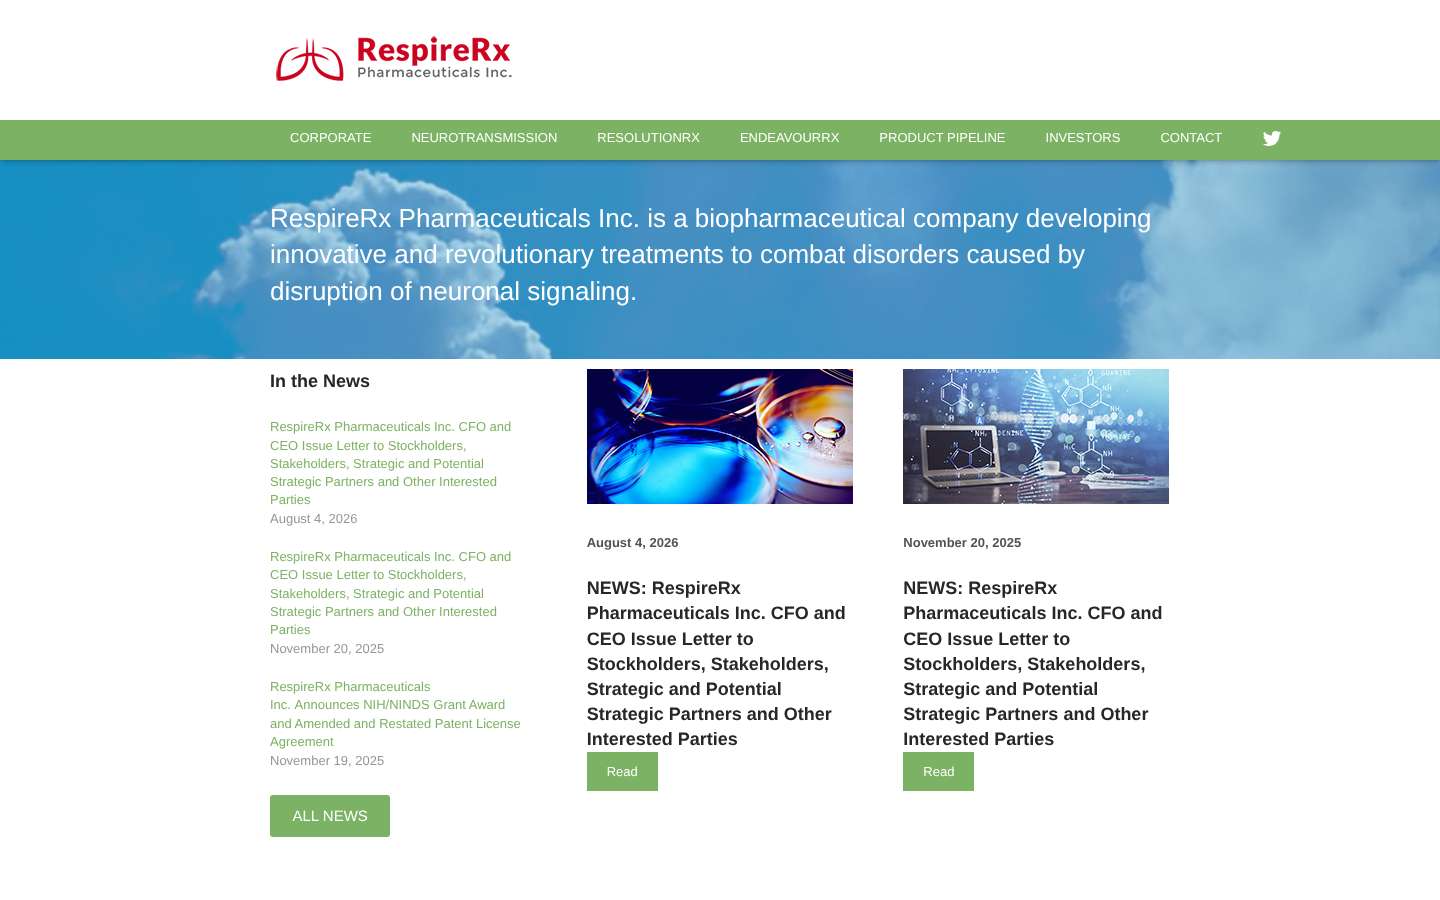 RespireRx
Pharmaceuticals Inc.
CORPORATE
NEUROTRANSMISSION
RESOLUTIONRX
ENDEAVOURRX
PRODUCT PIPELINE
INVESTORS
CONTACT
RespireRx Pharmaceuticals Inc. is a biopharmaceutical company developing
innovative and revolutionary treatments to combat disorders caused by
disruption of neuronal signaling.
In the News
RespireRx Pharmaceuticals Inc. CFO and
CEO Issue Letter to Stockholders,
Stakeholders, Strategic and Potential
Strategic Partners and Other Interested
Parties
August 4, 2026
RespireRx Pharmaceuticals Inc. CFO and
CEO Issue Letter to Stockholders,
Stakeholders, Strategic and Potential
Strategic Partners and Other Interested
Parties
November 20, 2025
RespireRx Pharmaceuticals
Inc. Announces NIH/NINDS Grant Award
and Amended and Restated Patent License
Agreement
November 19, 2025
ALL NEWS
August 4, 2026
NEWS: RespireRx
Pharmaceuticals Inc. CFO and
CEO Issue Letter to
Stockholders, Stakeholders,
Strategic and Potential
Strategic Partners and Other
Interested Parties
Read
November 20, 2025
NEWS: RespireRx
Pharmaceuticals Inc. CFO and
CEO Issue Letter to
Stockholders, Stakeholders,
Strategic and Potential
Strategic Partners and Other
Interested Parties
Read